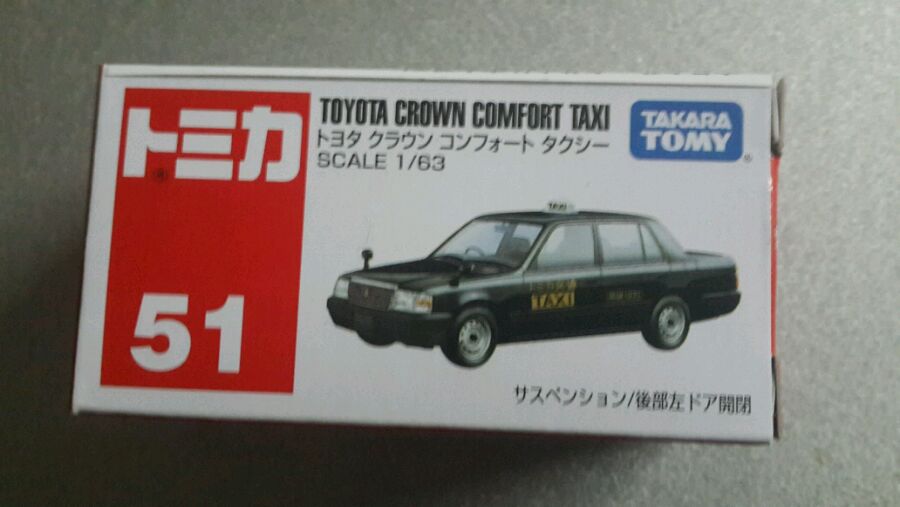 トミカ
51
TOYOTA CROWN COMFORT TAXI
トヨタ クラウン コンフォート タクシー
SCALE 1/63
TAKARA
TOMY
TAXI
TAXI
サスペンション/後部左ドア開閉